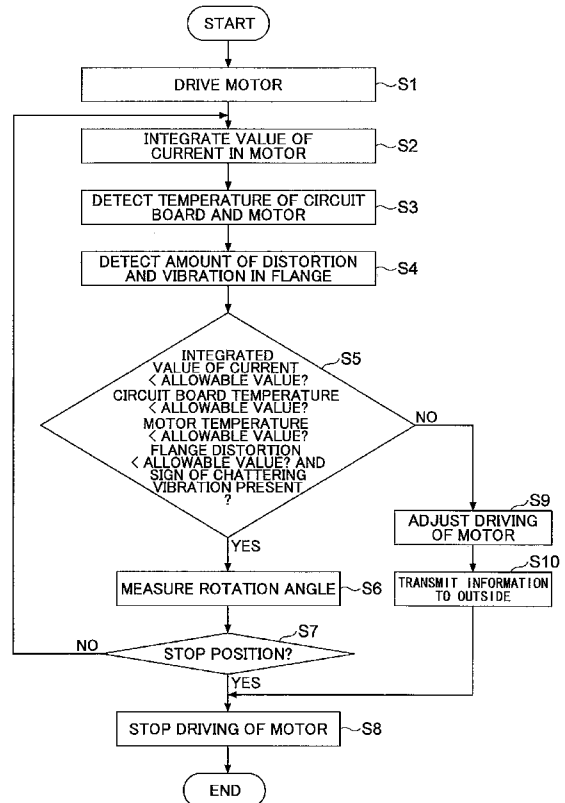 START
DRIVE MOTOR
S1
INTEGRATE VALUE OF
CURRENT IN MOTOR
S2
DETECT TEMPERATURE OF CIRCUIT
BOARD AND MOTOR
S3
DETECT AMOUNT OF DISTORTION
AND VIBRATION IN FLANGE
S4
S5
INTEGRATED
VALUE OF CURRENT
< ALLOWABLE VALUE?
CIRCUIT BOARD TEMPERATURE
< ALLOWABLE VALUE?
MOTOR TEMPERATURE
< ALLOWABLE VALUE?
FLANGE DISTORTION
< ALLOWABLE VALUE? AND
SIGN OF CHATTERING
VIBRATION PRESENT
?
NO
YES
S9
ADJUST DRIVING
OF MOTOR
S10
TRANSMIT INFORMATION
TO OUTSIDE
MEASURE ROTATION ANGLE
S6
S7
NO
STOP POSITION?
YES
STOP DRIVING OF MOTOR
S8
END